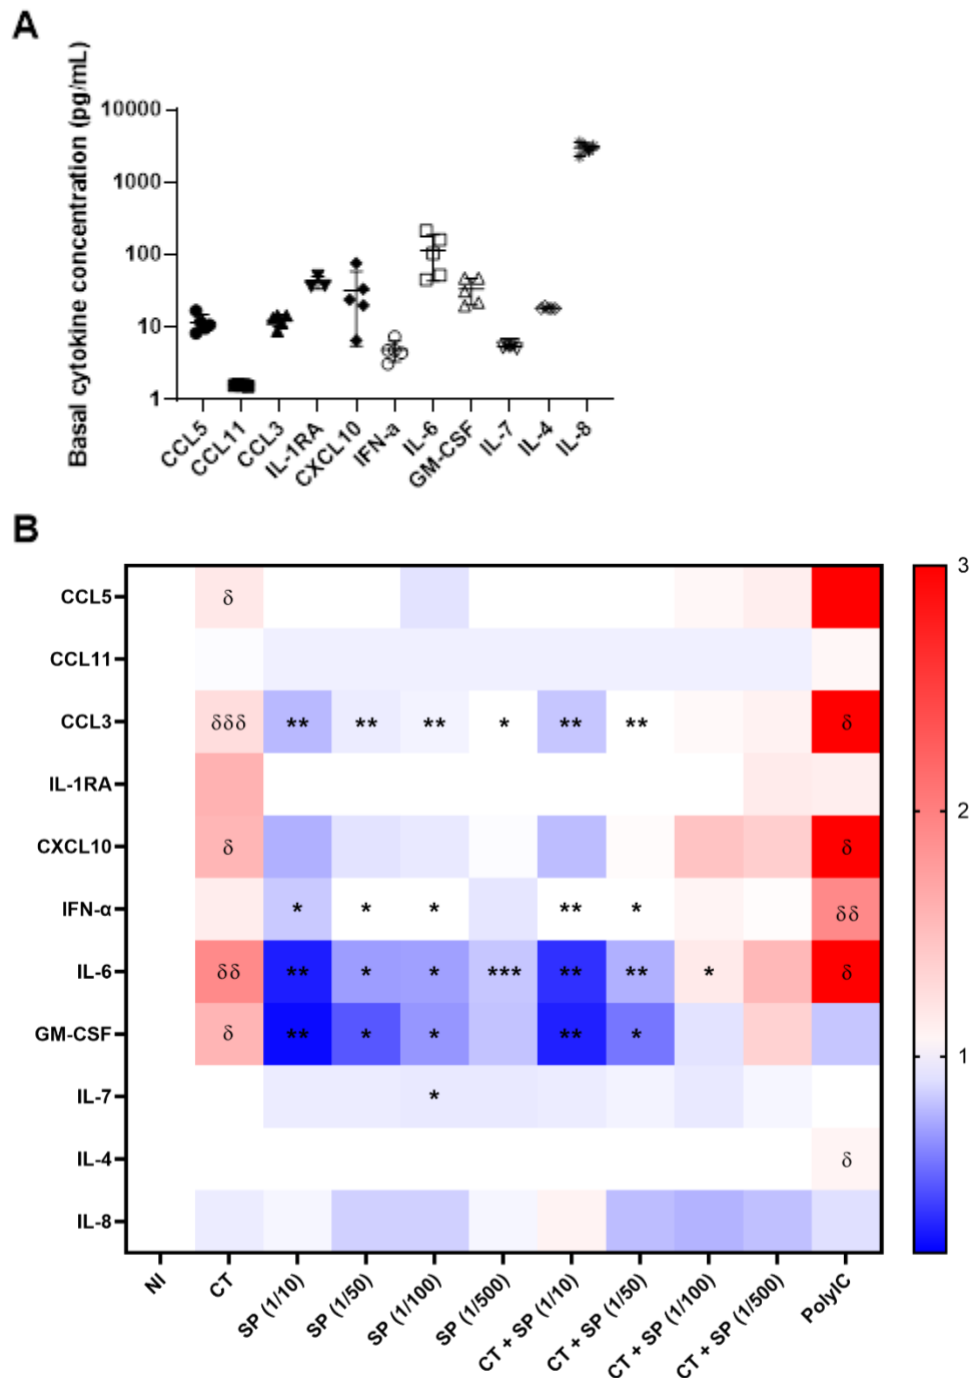 A
Basal cytokine concentration (pg/mL)
10000
1000
100
10
1
CCL5
CCL11
CCL3
IL-1RA
CXCL10
IFN-a
IL-6
GM-CSF
IL-7
IL-4
IL-8
B
CCL5 δ
CCL11
CCL3 δδδ ** ** ** * ** ** δ
IL-1RA
CXCL10 δ δ
IFN-α * * * ** * δδ
IL-6 δδ ** * * *** ** ** * δ
GM-CSF δ ** * * ** *
IL-7 *
IL-4 δ
IL-8
NI
CT
SP (1/10)
SP (1/50)
SP (1/100)
SP (1/500)
CT + SP (1/10)
CT + SP (1/50)
CT + SP (1/100)
CT + SP (1/500)
PolyIC
3
2
1